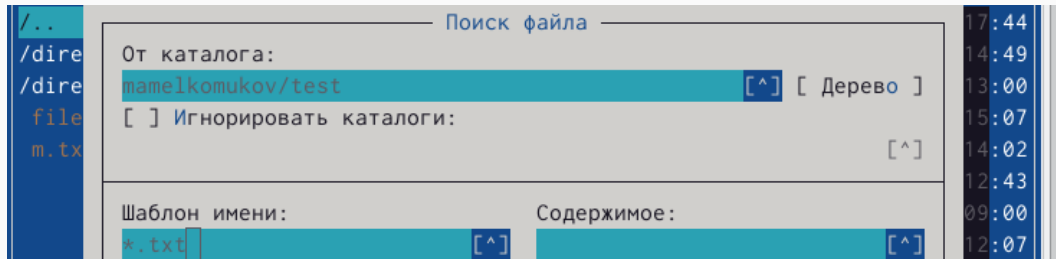 /.. Поиск файла 17:44
/dire От каталога: 14:49
/dire mamelkomukov/test [^] [ Дерево ] 13:00
file [ ] Игнорировать каталоги: 15:07
m.tx [^] 14:02
12:43
Шаблон имени: Содержимое: 09:00
*.txt [^] [^] 12:07